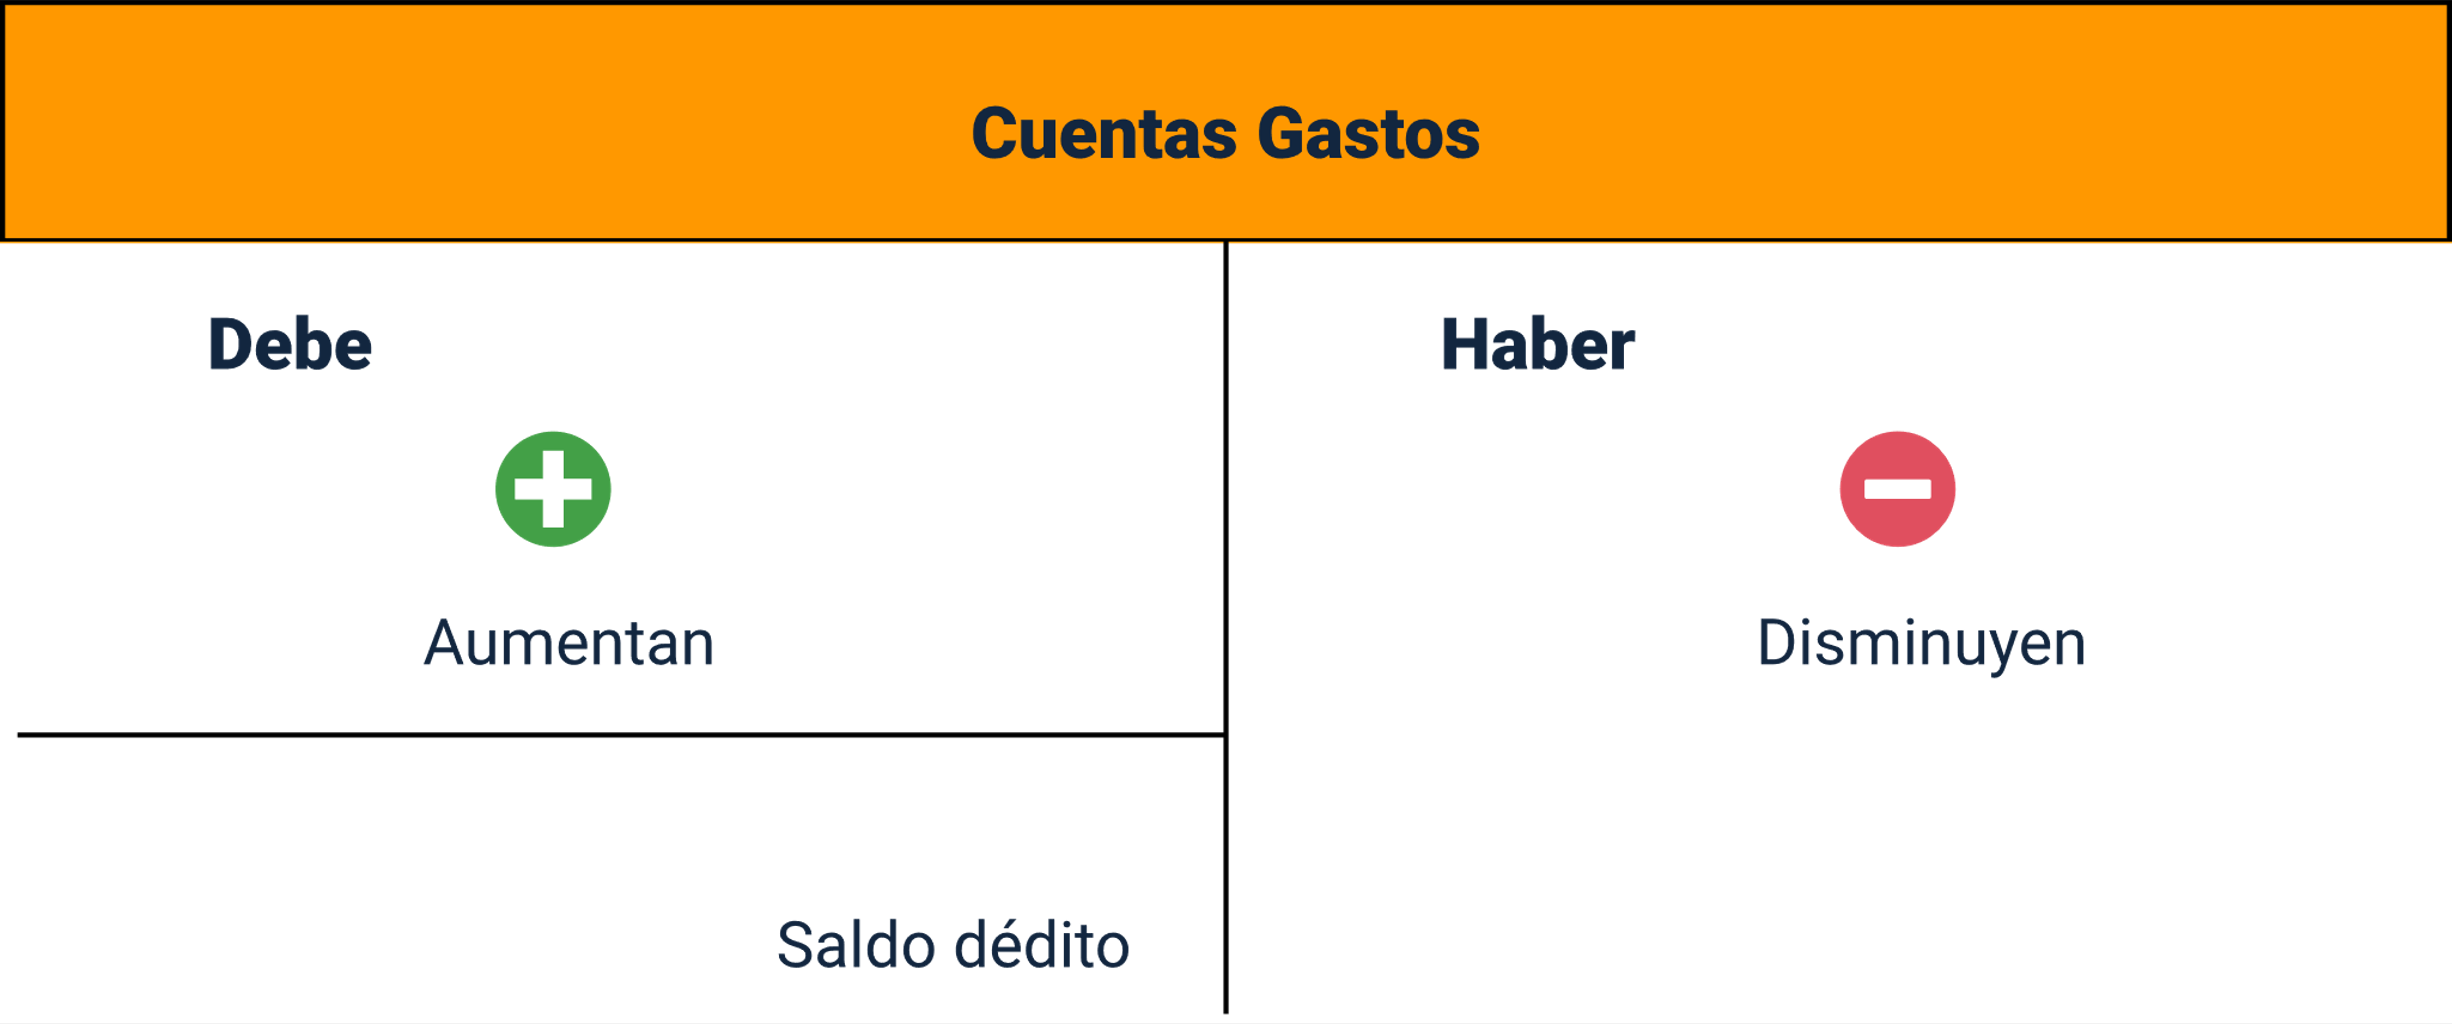 Cuentas Gastos
Debe
Haber
Aumentan
Disminuyen
Saldo dédito